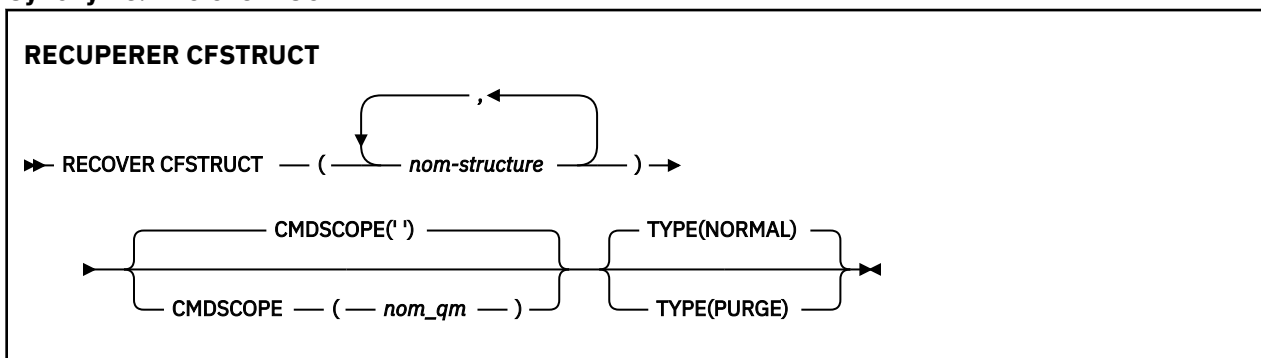 RECUPERER CFSTRUCT
,
RECOVER CFSTRUCT ( nom-structure )
CMDSCOPE(' ') TYPE(NORMAL)
CMDSCOPE ( nom_qm ) TYPE(PURGE)